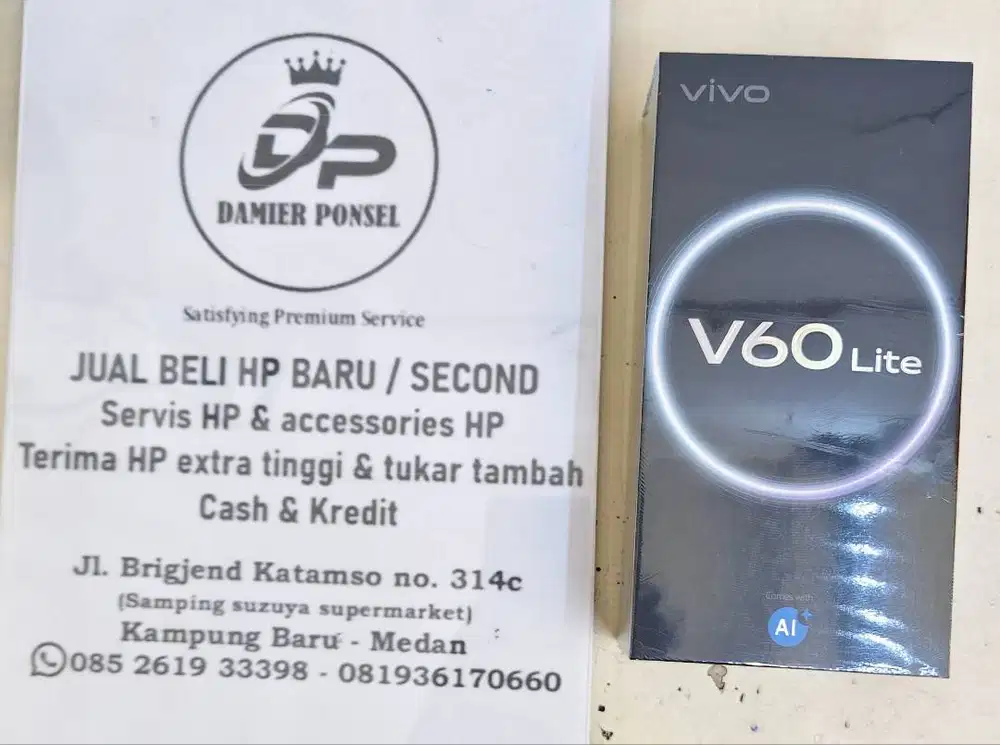 DP
DAMIER PONSEL
Satisfying Premium Service
JUAL BELI HP BARU / SECOND
Servis HP & accessories HP
Terima HP extra tinggi & tukar tambah
Cash & Kredit
Jl. Brigjend Katamso no. 314c
(Samping suzuya supermarket)
Kampung Baru - Medan
085 2619 33398 - 081936170660
vivo
V60 Lite
Comes with
AI+